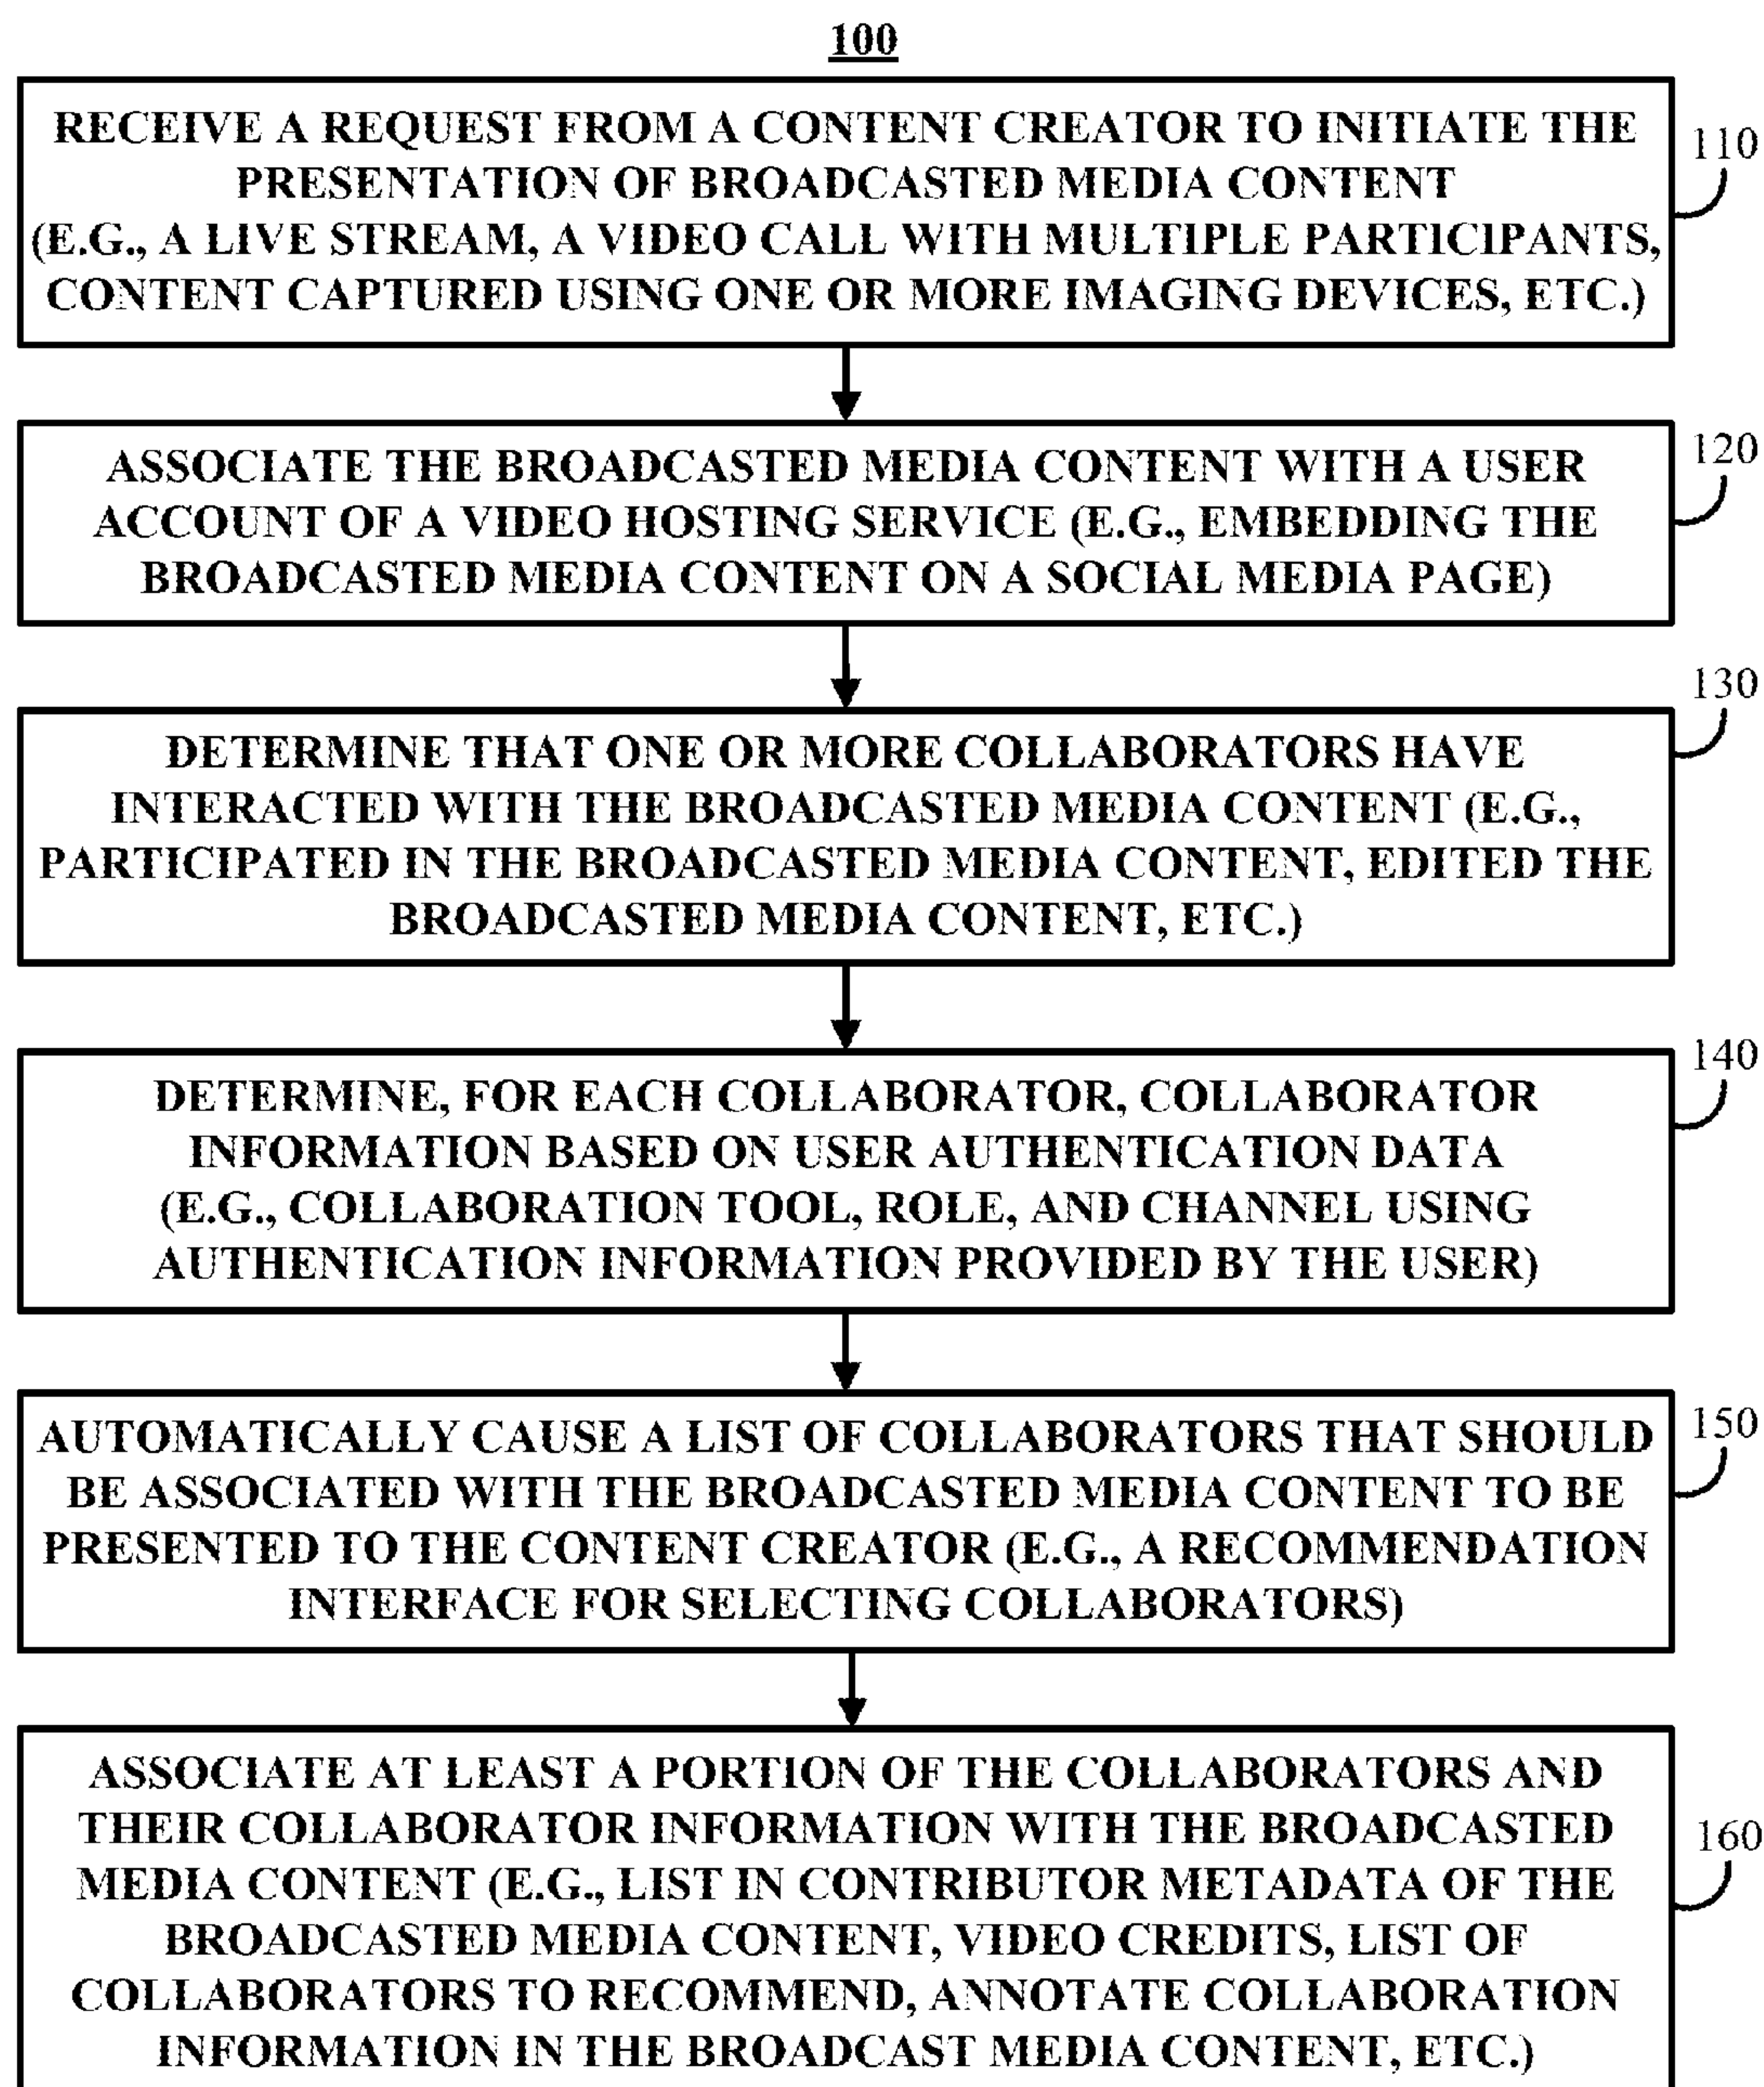 100
RECEIVE A REQUEST FROM A CONTENT CREATOR TO INITIATE THE
PRESENTATION OF BROADCASTED MEDIA CONTENT
(E.G., A LIVE STREAM, A VIDEO CALL WITH MULTIPLE PARTICIPANTS,
CONTENT CAPTURED USING ONE OR MORE IMAGING DEVICES, ETC.)
110
ASSOCIATE THE BROADCASTED MEDIA CONTENT WITH A USER
ACCOUNT OF A VIDEO HOSTING SERVICE (E.G., EMBEDDING THE
BROADCASTED MEDIA CONTENT ON A SOCIAL MEDIA PAGE)
120
DETERMINE THAT ONE OR MORE COLLABORATORS HAVE
INTERACTED WITH THE BROADCASTED MEDIA CONTENT (E.G.,
PARTICIPATED IN THE BROADCASTED MEDIA CONTENT, EDITED THE
BROADCASTED MEDIA CONTENT, ETC.)
130
DETERMINE, FOR EACH COLLABORATOR, COLLABORATOR
INFORMATION BASED ON USER AUTHENTICATION DATA
(E.G., COLLABORATION TOOL, ROLE, AND CHANNEL USING
AUTHENTICATION INFORMATION PROVIDED BY THE USER)
140
AUTOMATICALLY CAUSE A LIST OF COLLABORATORS THAT SHOULD
BE ASSOCIATED WITH THE BROADCASTED MEDIA CONTENT TO BE
PRESENTED TO THE CONTENT CREATOR (E.G., A RECOMMENDATION
INTERFACE FOR SELECTING COLLABORATORS)
150
ASSOCIATE AT LEAST A PORTION OF THE COLLABORATORS AND
THEIR COLLABORATOR INFORMATION WITH THE BROADCASTED
MEDIA CONTENT (E.G., LIST IN CONTRIBUTOR METADATA OF THE
BROADCASTED MEDIA CONTENT, VIDEO CREDITS, LIST OF
COLLABORATORS TO RECOMMEND, ANNOTATE COLLABORATION
INFORMATION IN THE BROADCAST MEDIA CONTENT, ETC.)
160